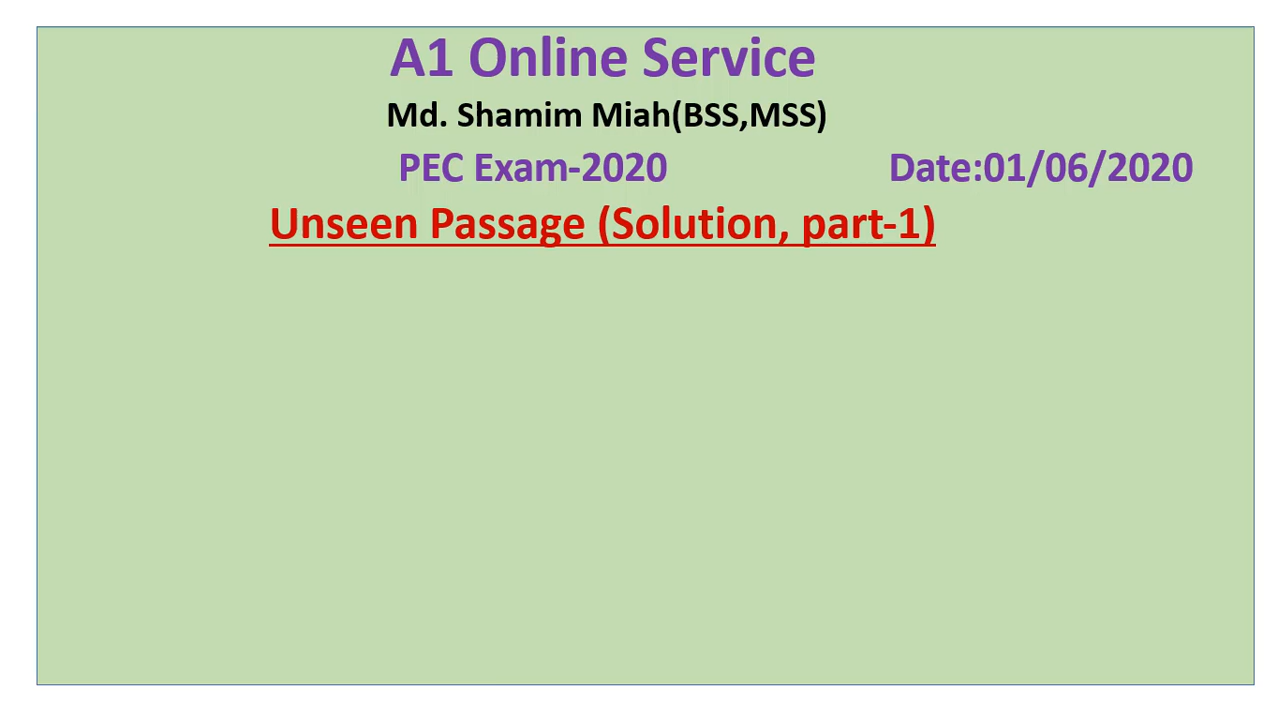 A1 Online Service
Md. Shamim Miah(BSS,MSS)
PEC Exam-2020 Date:01/06/2020
Unseen Passage (Solution, part-1)